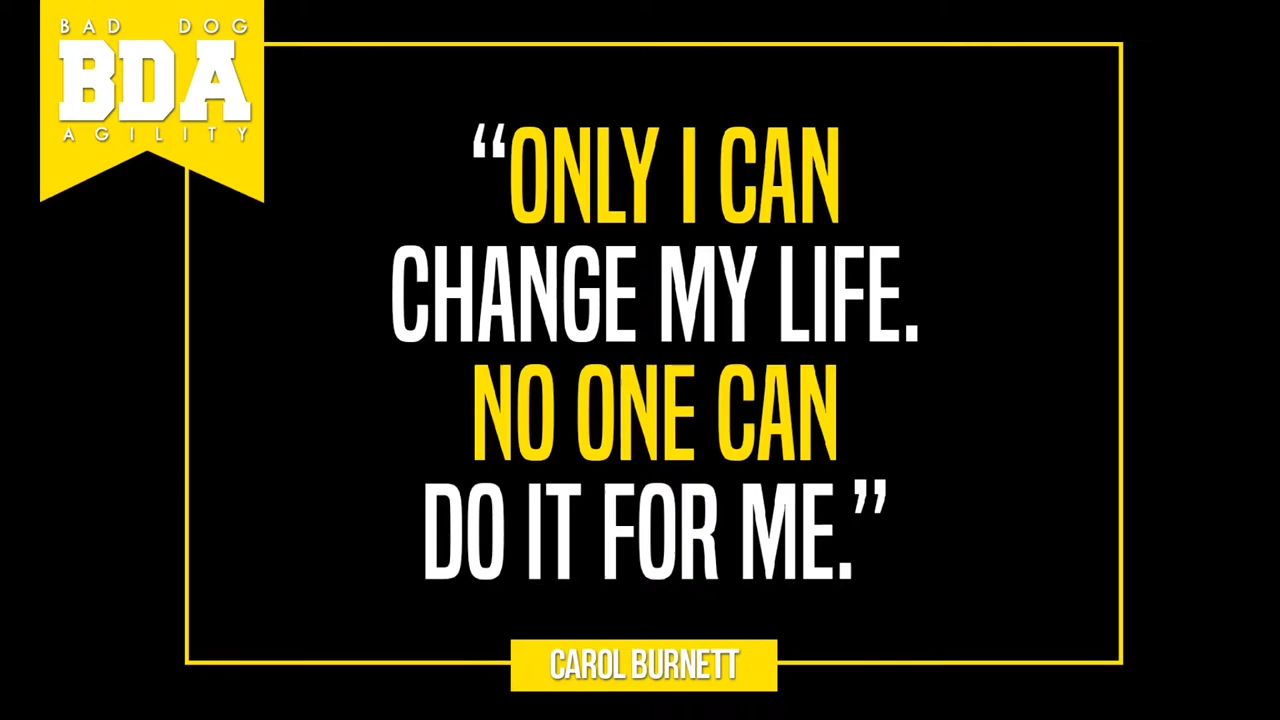 BAD DOG
BDA
AGILITY
“ONLY I CAN
CHANGE MY LIFE.
NO ONE CAN
DO IT FOR ME.”
CAROL BURNETT